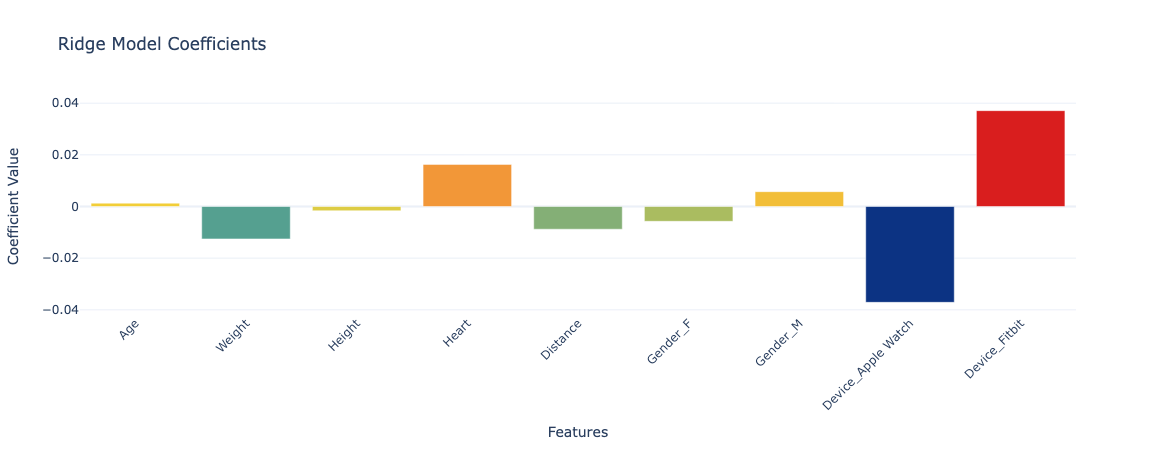 Ridge Model Coefficients
Coefficient Value
0.04
0.02
0
−0.02
−0.04
Age
Weight
Height
Heart
Distance
Gender_F
Gender_M
Device_Apple Watch
Device_Fitbit
Features